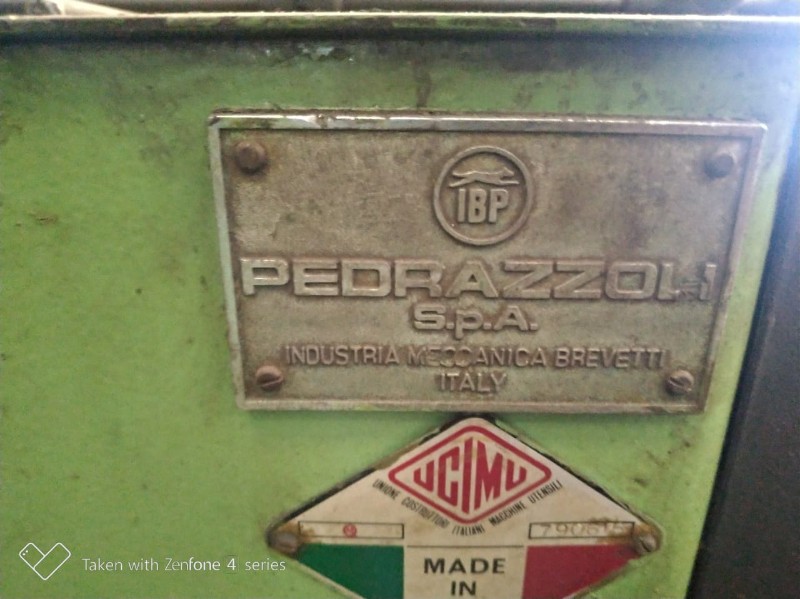 IBP
PEDRAZZOLI
S.p.A.
INDUSTRIA MECCANICA BREVETTI
ITALY
UCIMU
UNIONE COSTRUTTORI ITALIANI MACCHINE UTENSILI
MADE
IN
Taken with Zenfone 4 series